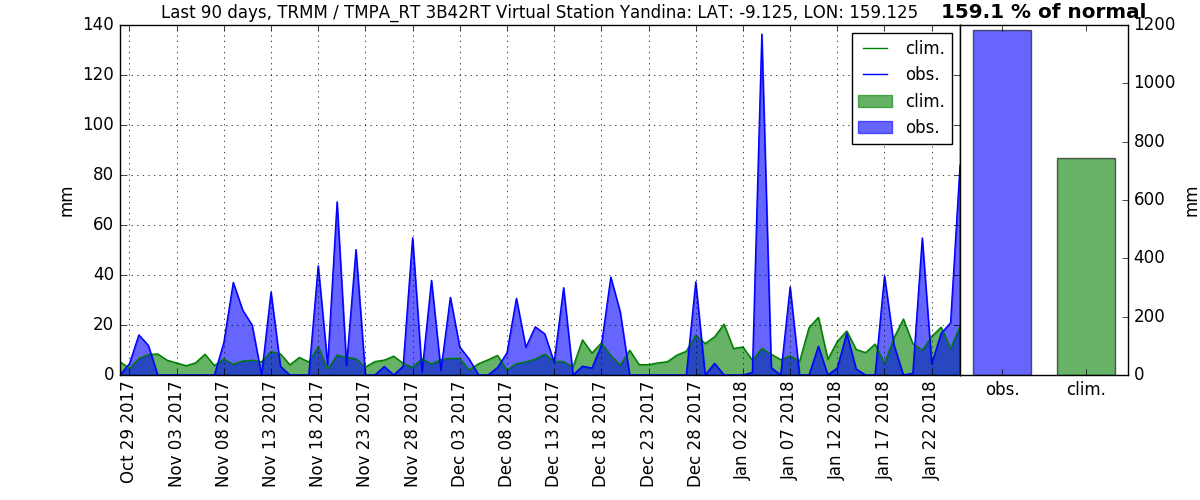 Last 90 days, TRMM / TMPA_RT 3B42RT Virtual Station Yandina: LAT: -9.125, LON: 159.125
159.1 % of normal
140
120
100
80
60
40
20
0
mm
clim.
obs.
clim.
obs.
Oct 29 2017
Nov 03 2017
Nov 08 2017
Nov 13 2017
Nov 18 2017
Nov 23 2017
Nov 28 2017
Dec 03 2017
Dec 08 2017
Dec 13 2017
Dec 18 2017
Dec 23 2017
Dec 28 2017
Jan 02 2018
Jan 07 2018
Jan 12 2018
Jan 17 2018
Jan 22 2018
1200
1000
800
600
400
200
0
mm
obs.
clim.